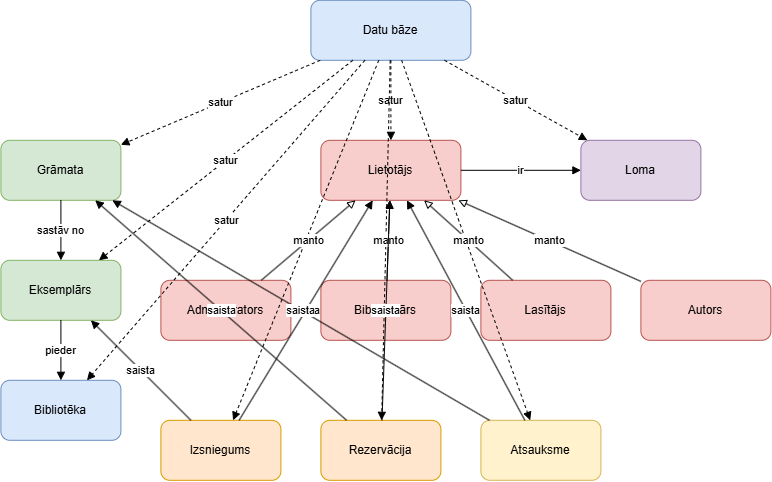 Datu bāze
satur
satur
satur
Grāmata
satur
Lietotājs
ir
Loma
sastāv no
satur
manto
manto
manto
manto
Eksemplārs
saista
saistaa
saista
saista
Lasītājs
Autors
pieder
saista
Bibliotēka
Izsniegums
Rezervācija
Atsauksme